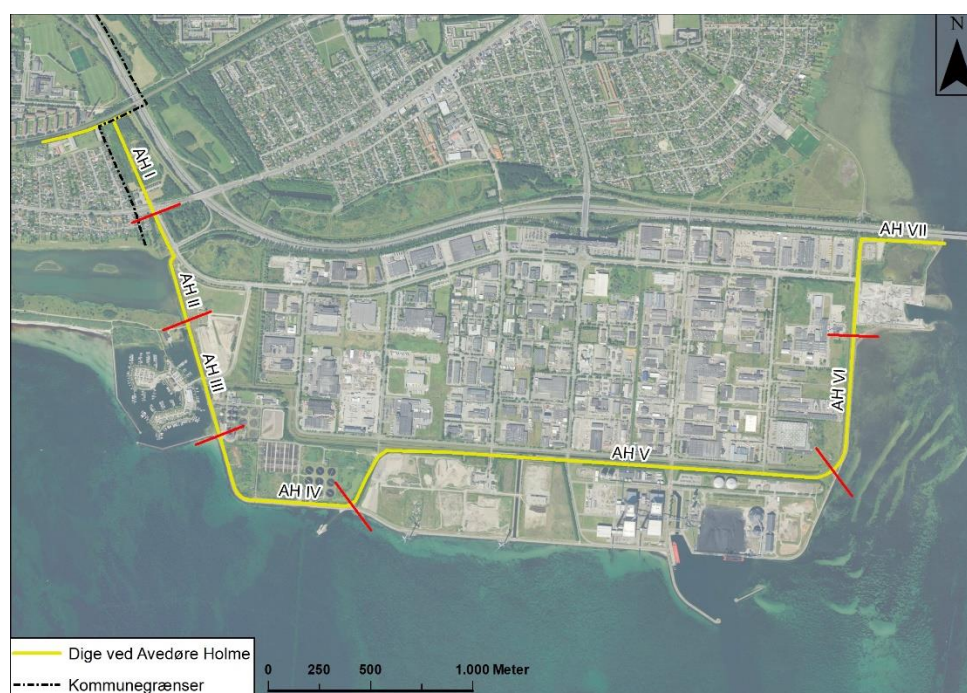 N
AH I
AH VII
AH II
AH III
AH VI
AH V
AH IV
Dige ved Avedøre Holme
Kommunegrænser
0 250 500 1.000 Meter